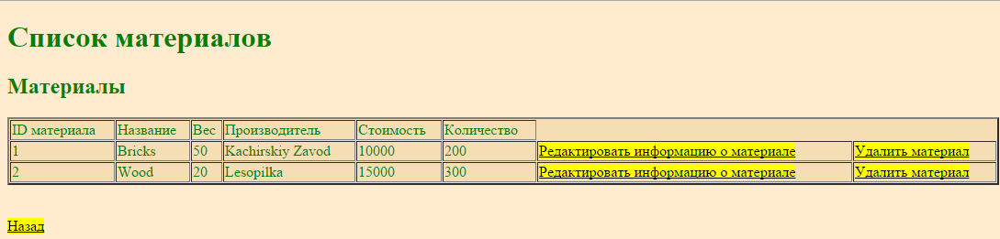 Список материалов
Материалы
ID материала Название Вес Производитель Стоимость Количество
1 Bricks 50 Kachirskiy Zavod 10000 200 Редактировать информацию о материале Удалить материал
2 Wood 20 Lesopilka 15000 300 Редактировать информацию о материале Удалить материал
Назад